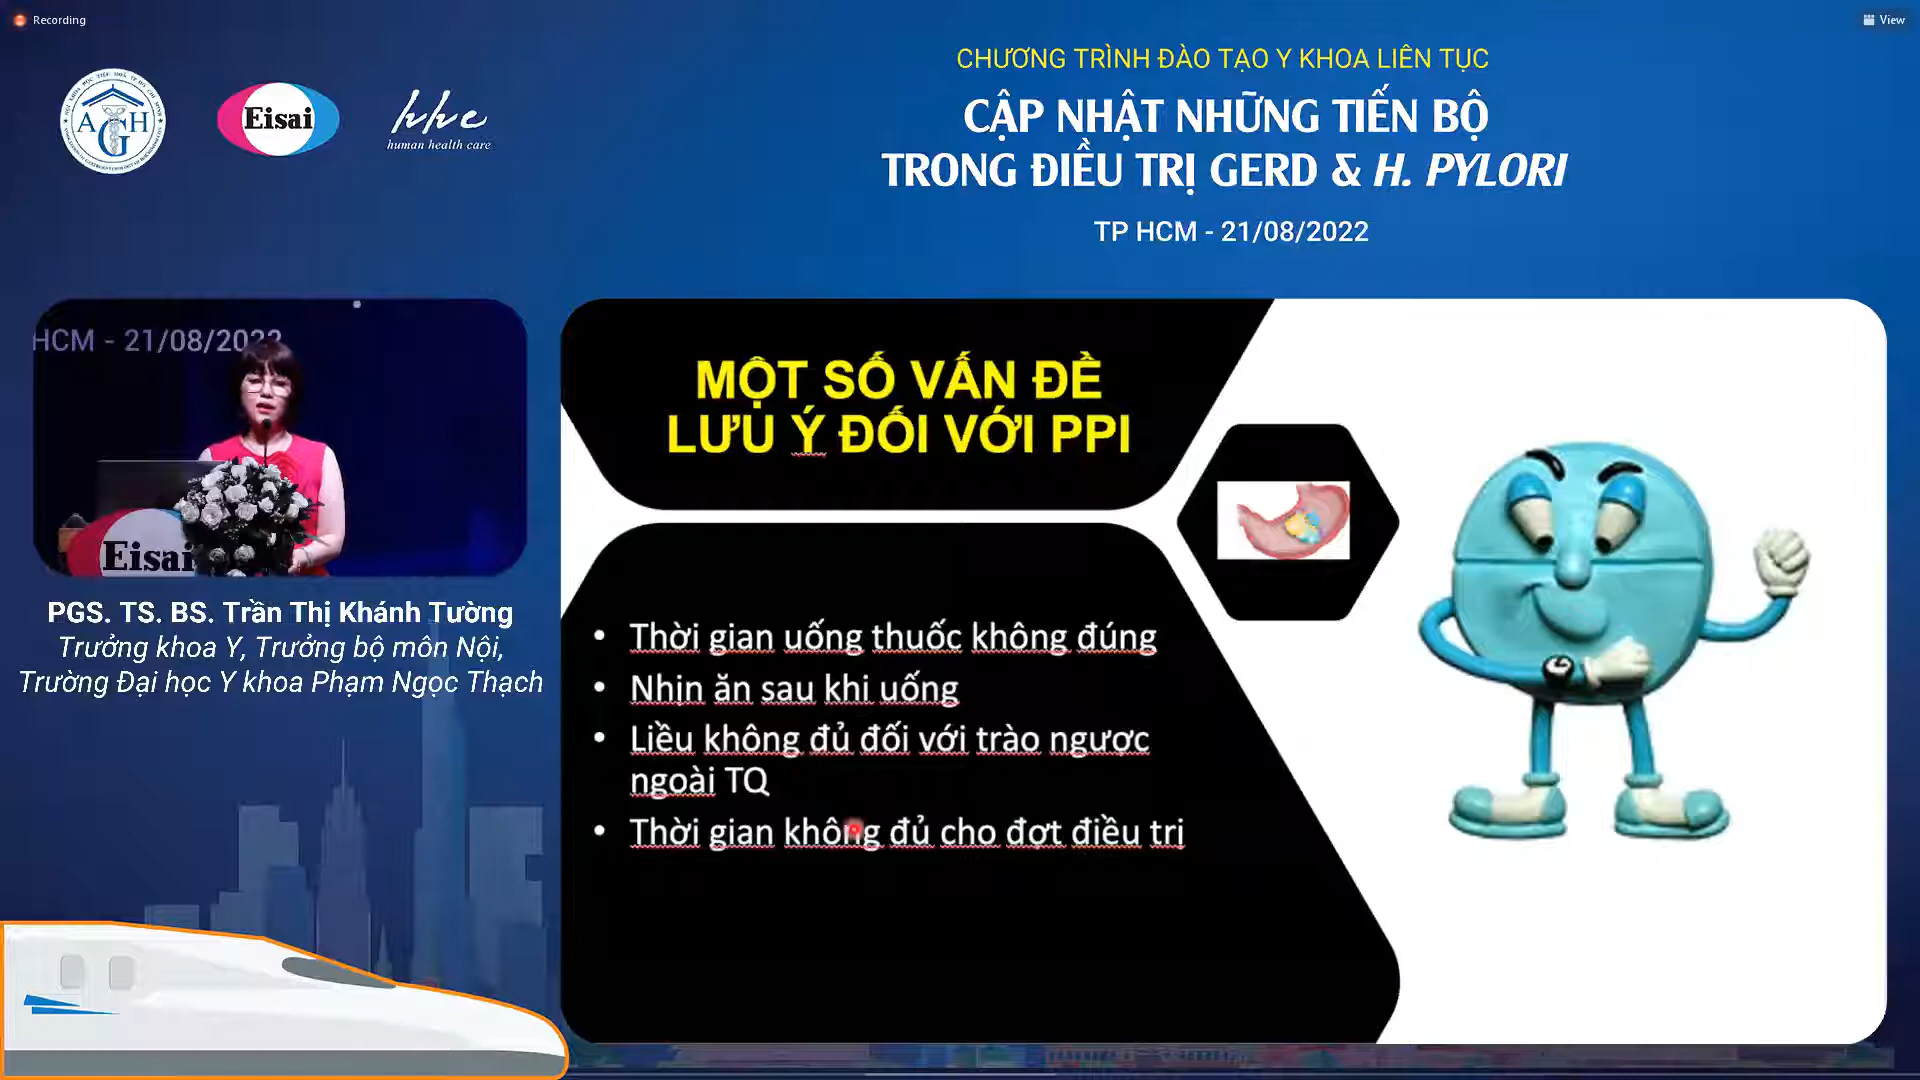 Recording
View
CHƯƠNG TRÌNH ĐÀO TẠO Y KHOA LIÊN TỤC
CẬP NHẬT NHỮNG TIẾN BỘ
TRONG ĐIỀU TRỊ GERD & H. PYLORI
TP HCM - 21/08/2022
A G H
Eisai
hhc
human health care
HCM - 21/08/2022
Eisai
PGS. TS. BS. Trần Thị Khánh Tường
Trưởng khoa Y, Trưởng bộ môn Nội,
Trường Đại học Y khoa Phạm Ngọc Thạch
MỘT SỐ VẤN ĐỀ
LƯU Ý ĐỐI VỚI PPI
• Thời gian uống thuốc không đúng
• Nhịn ăn sau khi uống
• Liều không đủ đối với trào ngược
ngoài TQ
• Thời gian không đủ cho đợt điều trị